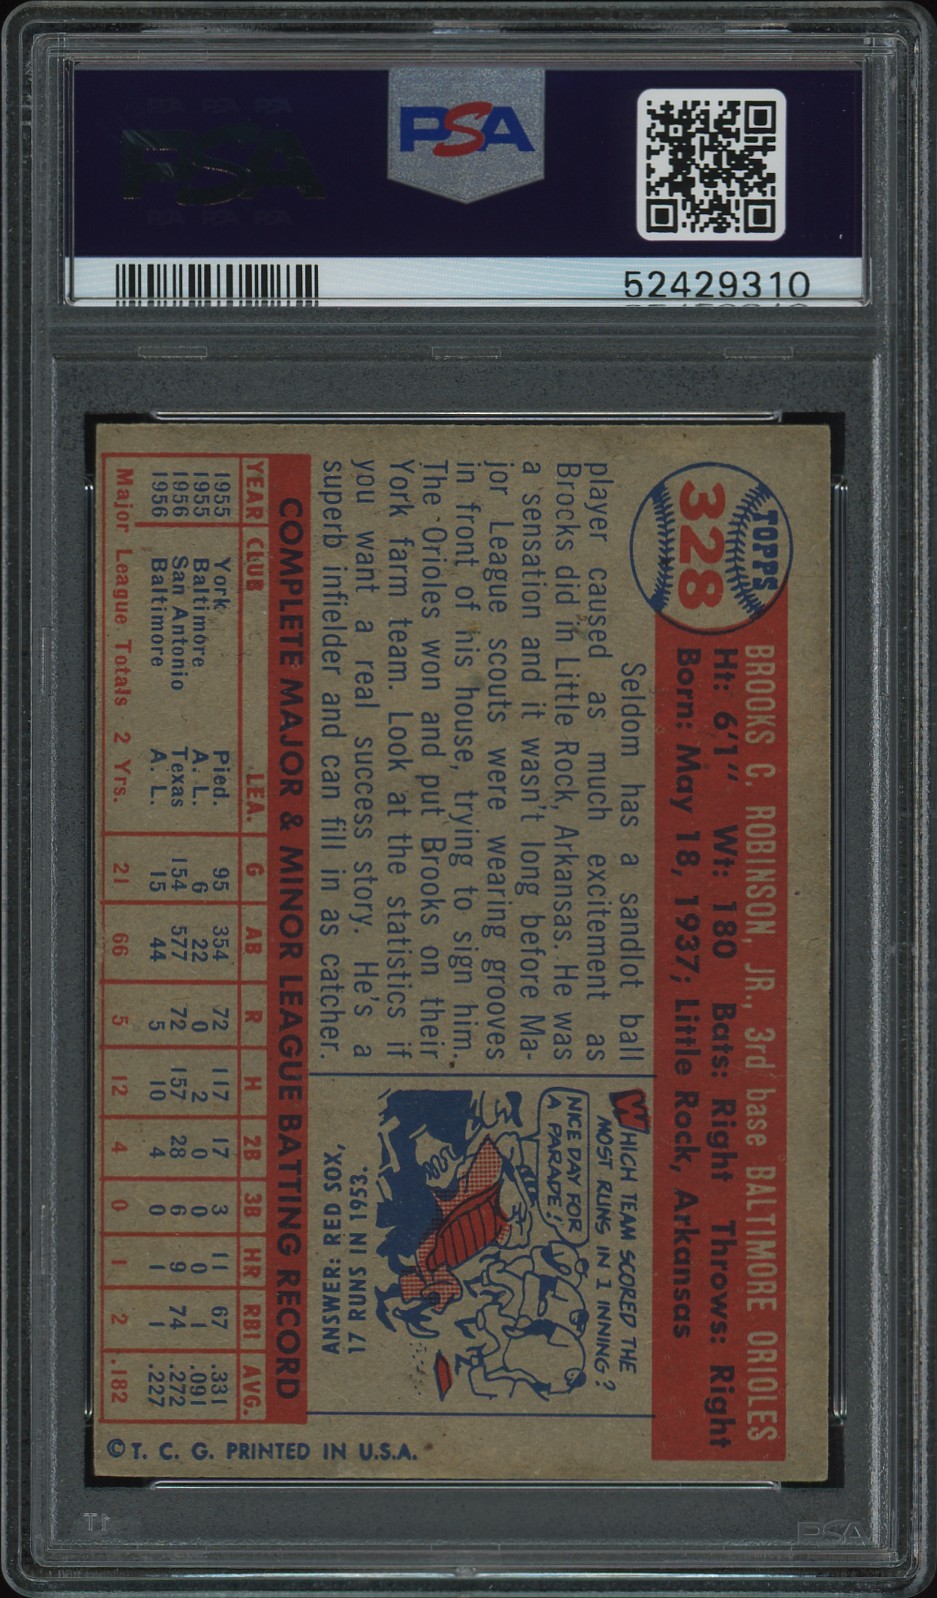 PSA
PSA PSA PSA
PSA
PSA PSA PSA
52429310
TOPPS
328
BROOKS C. ROBINSON, JR., 3rd base BALTIMORE ORIOLES
Ht: 6'1" Wt: 180 Bats: Right Throws: Right
Born: May 18, 1937; Little Rock, Arkansas
Seldom has a sandlot ball
player caused as much excitement as
Brocks did in Little Rock, Arkansas. He was
a sensation and it wasn't long before Ma-
jor League scouts were wearing grooves
in front of his house, trying to sign him.
The Orioles won and put Brooks on their
York farm team. Look at the statistics if
you want a real success story. He's a
superb infielder and can fill in as catcher.
WHICH TEAM SCORED THE
MOST RUNS IN 1 INNING?
NICE DAY FOR
A PARADE!
ANSWER: RED SOX,
17 RUNS IN 1953.
COMPLETE MAJOR & MINOR LEAGUE BATTING RECORD
YEAR CLUB LEA. G AB R H 2B 3B HR RBI AVG.
1955 York Pied. 95 354 72 117 17 3 11 67 .331
1955 Baltimore A. L. 6 22 0 2 0 0 0 1 .091
1956 San Antonio Texas 154 577 72 157 28 6 9 74 .272
1956 Baltimore A. L. 15 44 5 10 4 0 1 1 .227
Major League Totals 2 Yrs. 21 66 5 12 4 0 1 2 .182
© T. C. G. PRINTED IN U.S.A.
PSA